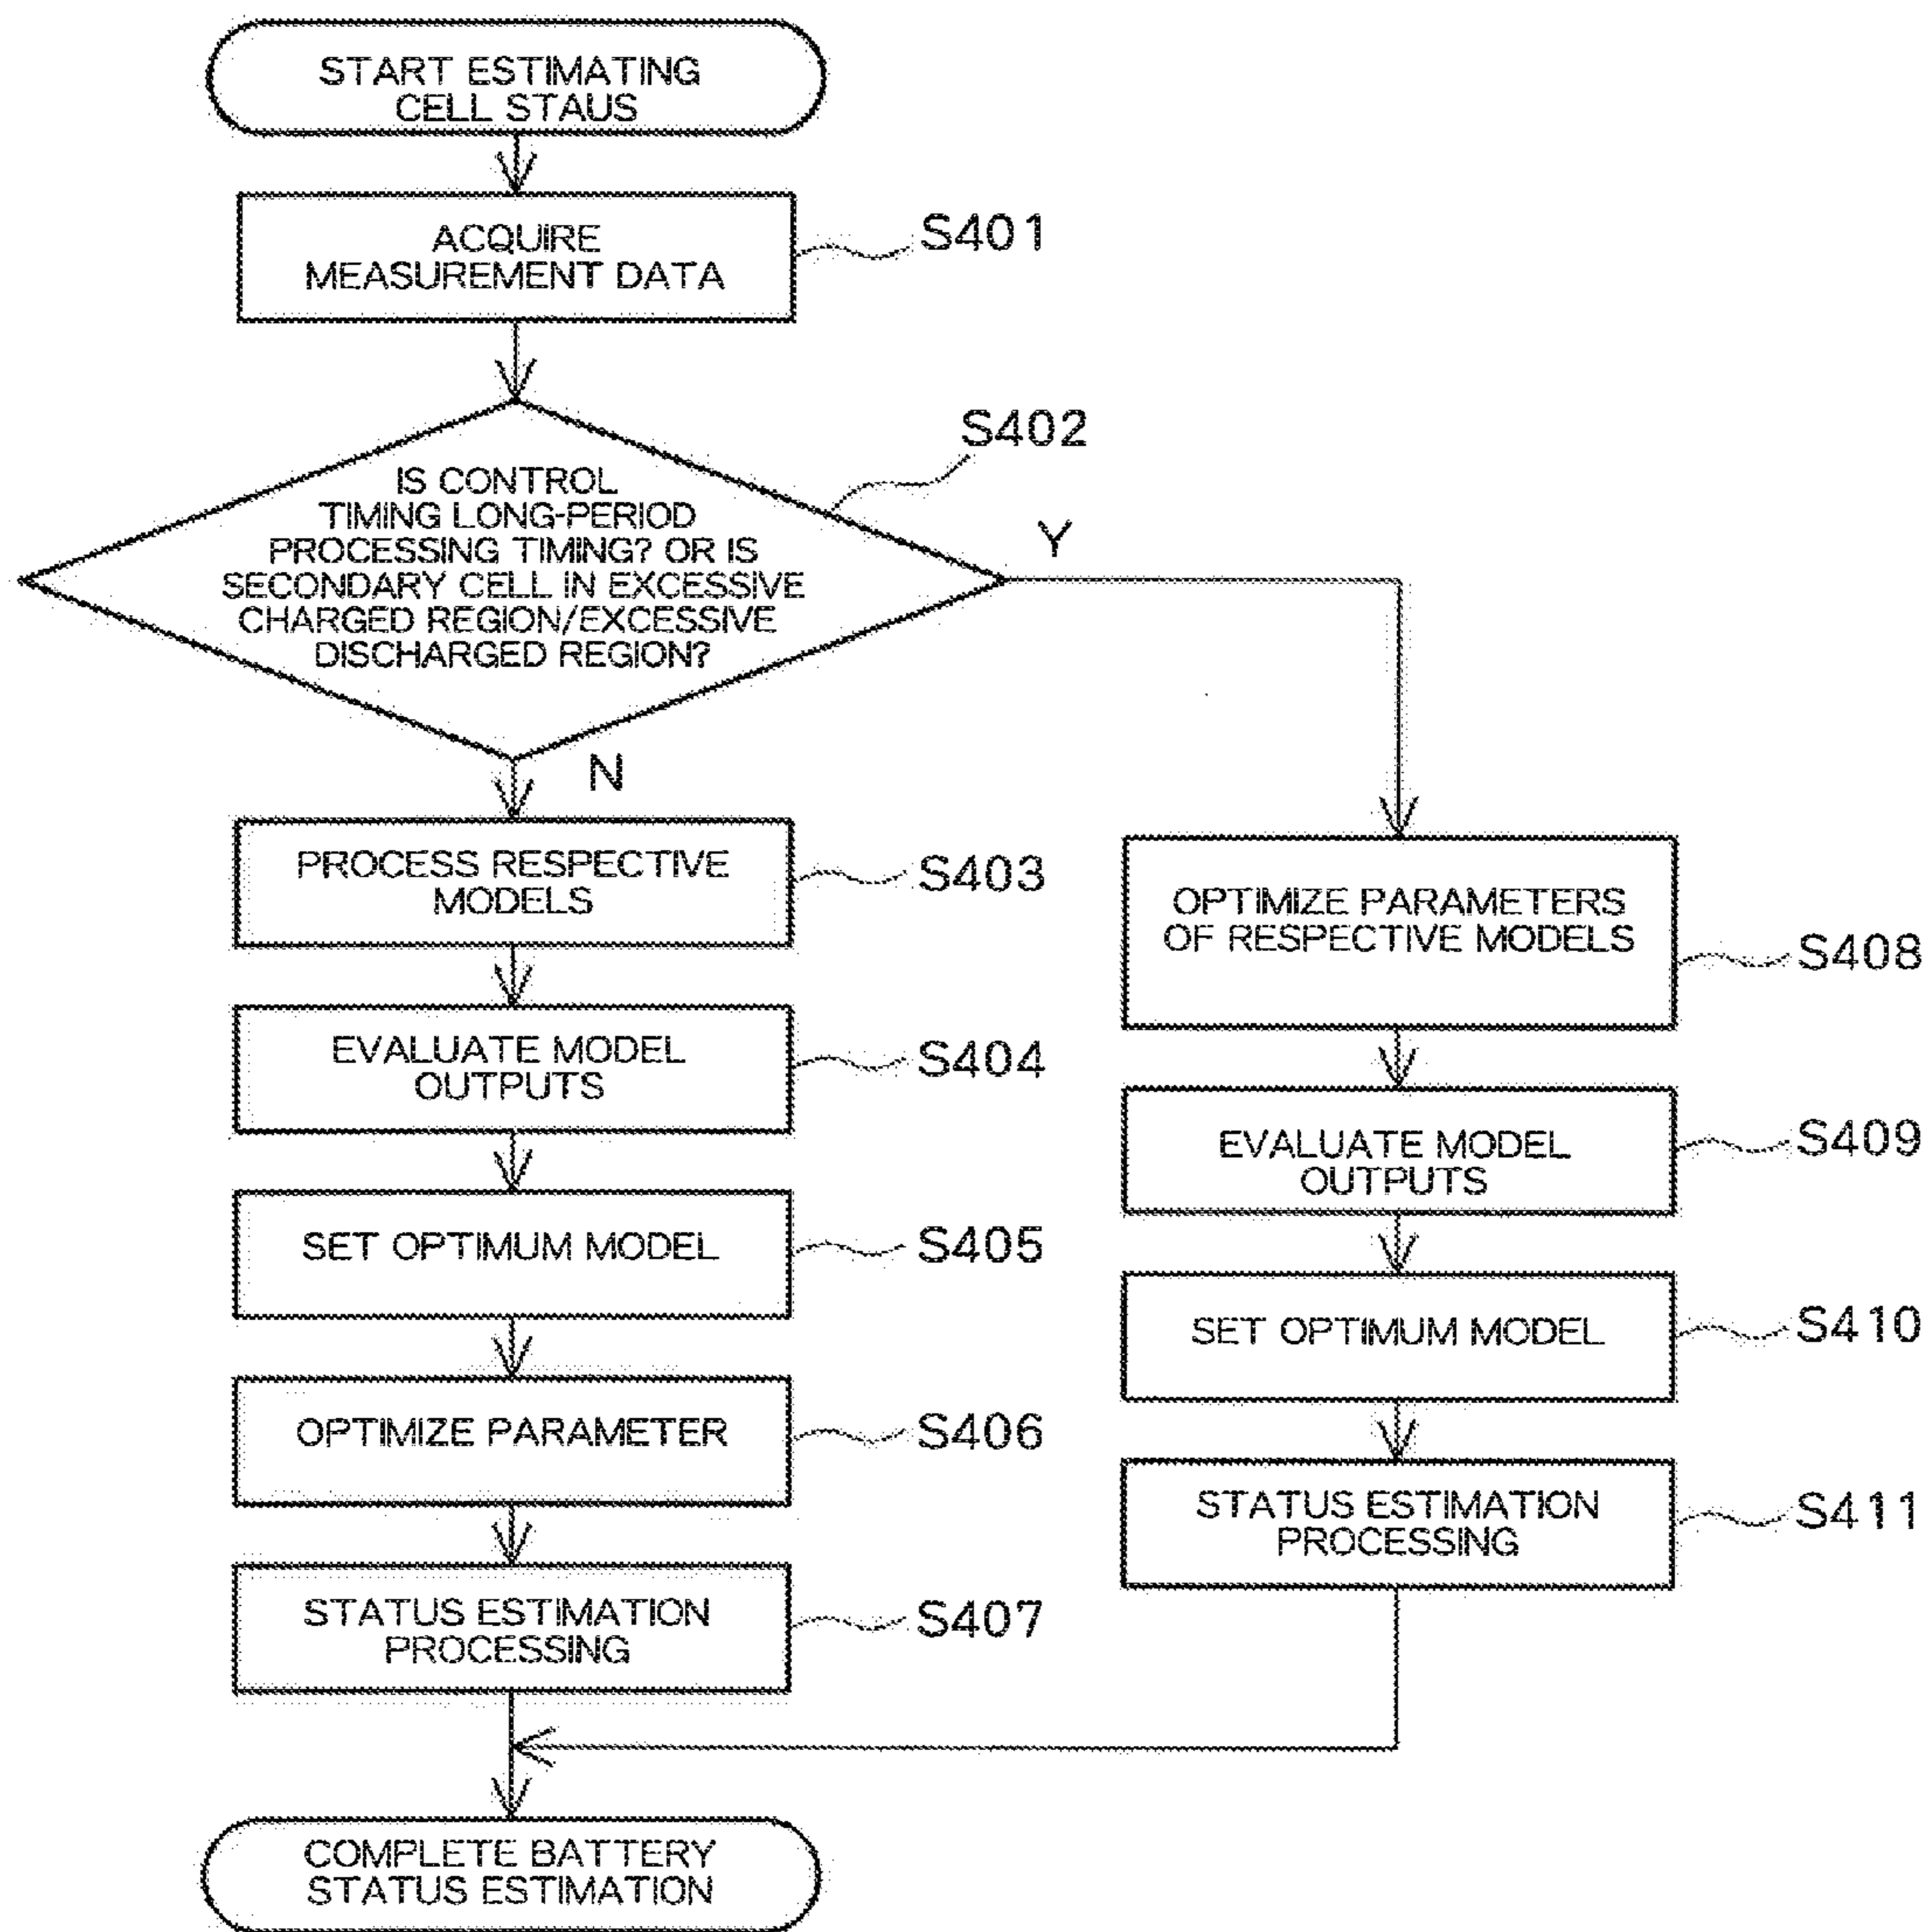 START ESTIMATING
CELL STAUS
ACQUIRE
MEASUREMENT DATA
S401
S402
IS CONTROL
TIMING LONG-PERIOD
PROCESSING TIMING? OR IS
SECONDARY CELL IN EXCESSIVE
CHARGED REGION/EXCESSIVE
DISCHARGED REGION?
Y
N
PROCESS RESPECTIVE
MODELS
S403
EVALUATE MODEL
OUTPUTS
S404
SET OPTIMUM MODEL
S405
OPTIMIZE PARAMETER
S406
STATUS ESTIMATION
PROCESSING
S407
OPTIMIZE PARAMETERS
OF RESPECTIVE MODELS
S408
EVALUATE MODEL
OUTPUTS
S409
SET OPTIMUM MODEL
S410
STATUS ESTIMATION
PROCESSING
S411
COMPLETE BATTERY
STATUS ESTIMATION